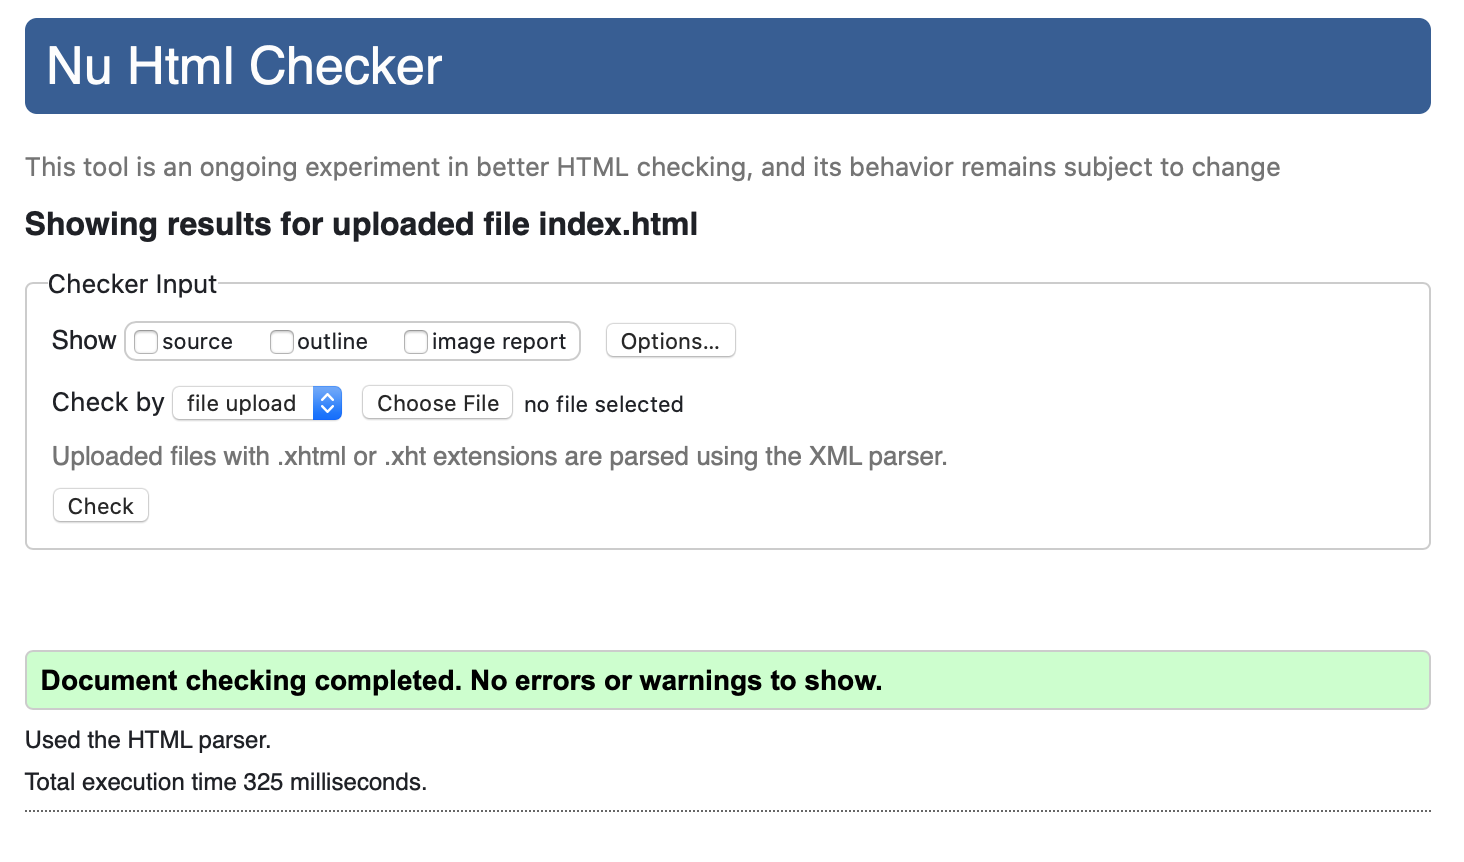 Nu Html Checker
This tool is an ongoing experiment in better HTML checking, and its behavior remains subject to change
Showing results for uploaded file index.html
Checker Input
Show source outline image report Options...
Check by file upload Choose File no file selected
Uploaded files with .xhtml or .xht extensions are parsed using the XML parser.
Check
Document checking completed. No errors or warnings to show.
Used the HTML parser.
Total execution time 325 milliseconds.